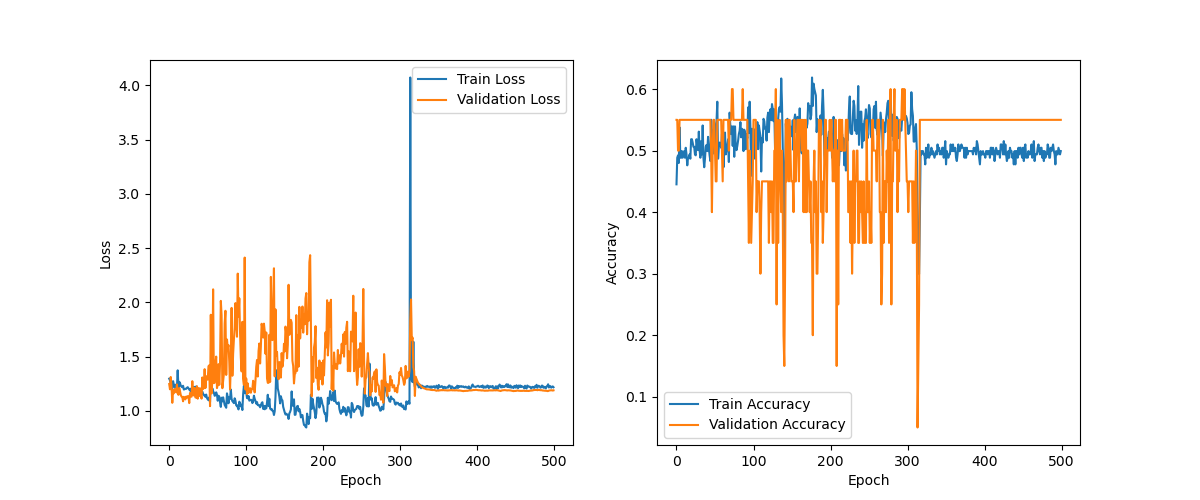 4.0
3.5
3.0
2.5
2.0
1.5
1.0
Loss
0 100 200 300 400 500
Epoch
Train Loss
Validation Loss
0.6
0.5
0.4
0.3
0.2
0.1
Accuracy
0 100 200 300 400 500
Epoch
Train Accuracy
Validation Accuracy